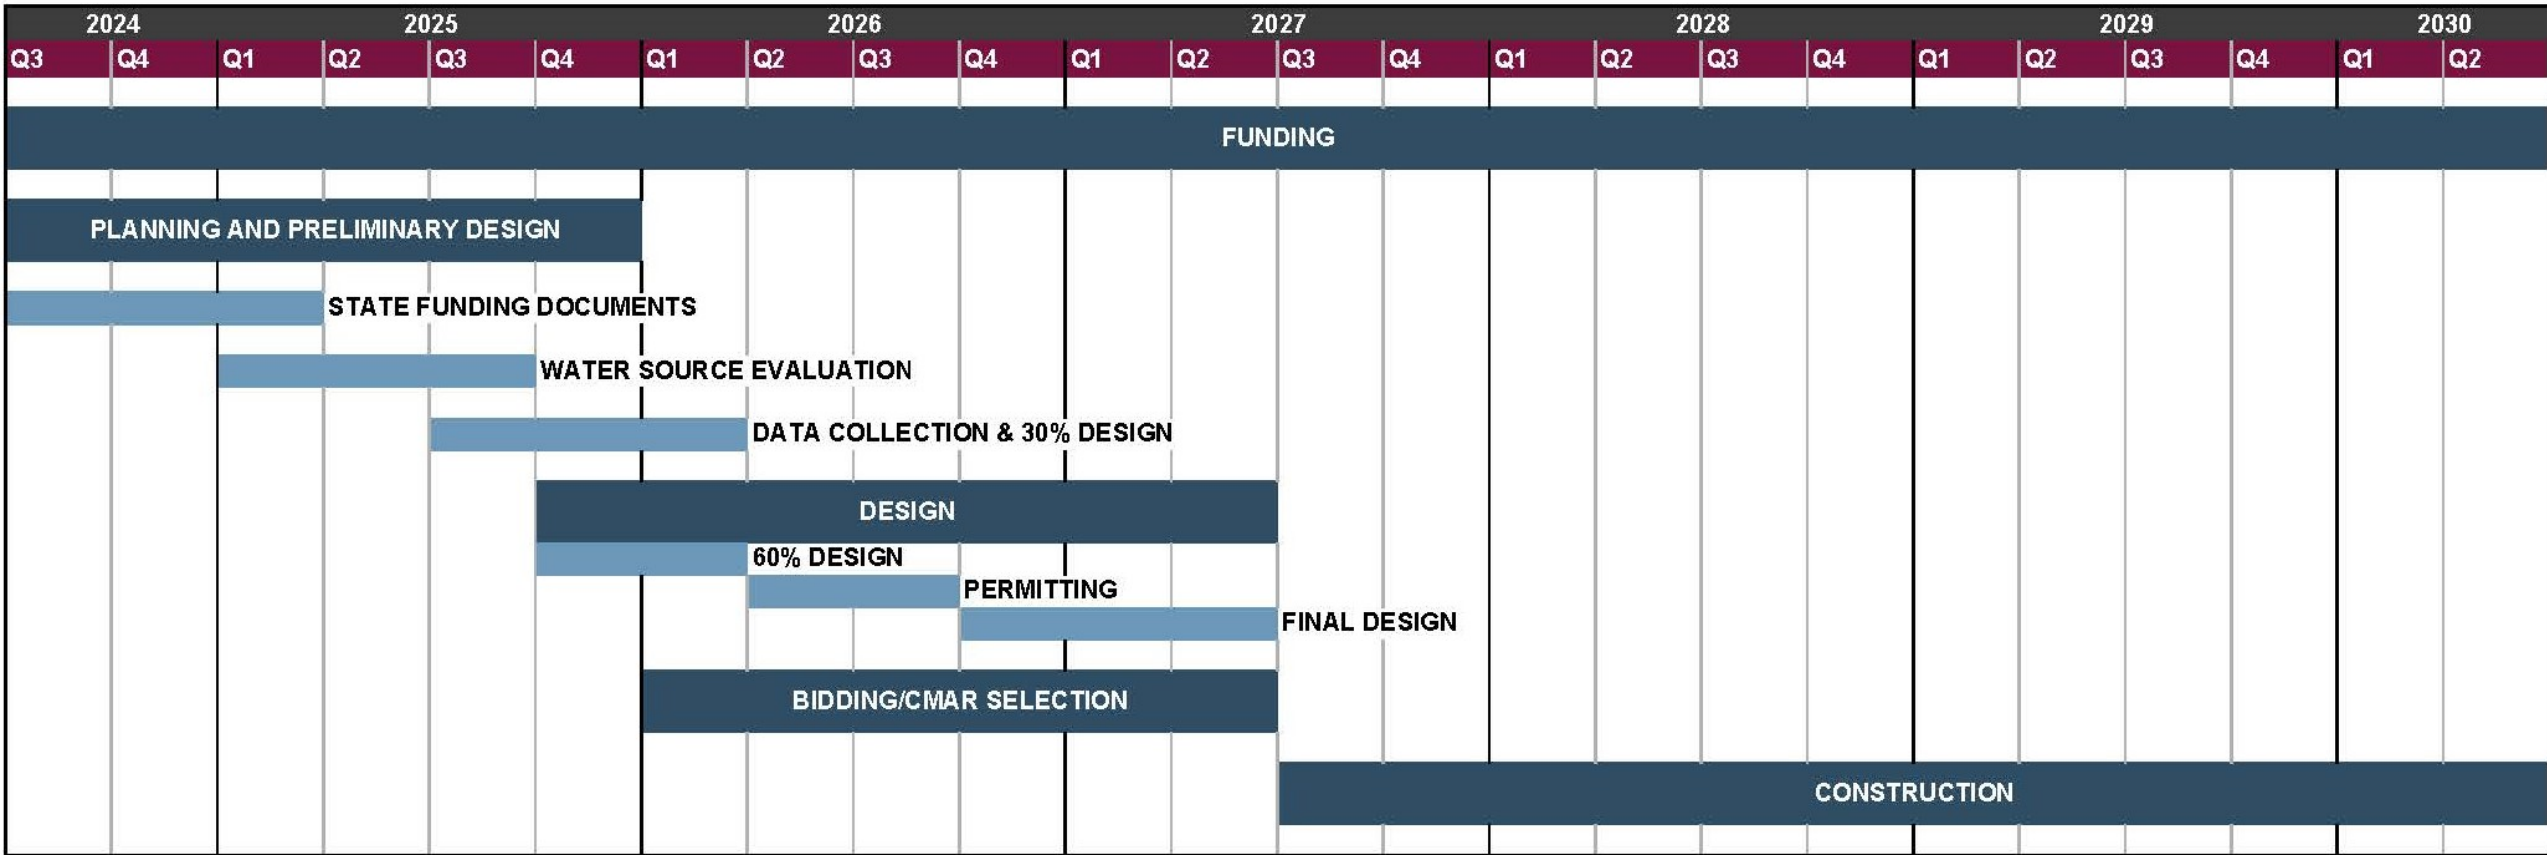 2024 2025 2026 2027 2028 2029 2030
Q3 Q4 Q1 Q2 Q3 Q4 Q1 Q2 Q3 Q4 Q1 Q2 Q3 Q4 Q1 Q2 Q3 Q4 Q1 Q2 Q3 Q4 Q1 Q2
FUNDING
PLANNING AND PRELIMINARY DESIGN
STATE FUNDING DOCUMENTS
WATER SOURCE EVALUATION
DATA COLLECTION & 30% DESIGN
DESIGN
60% DESIGN
PERMITTING
FINAL DESIGN
BIDDING/CMAR SELECTION
CONSTRUCTION